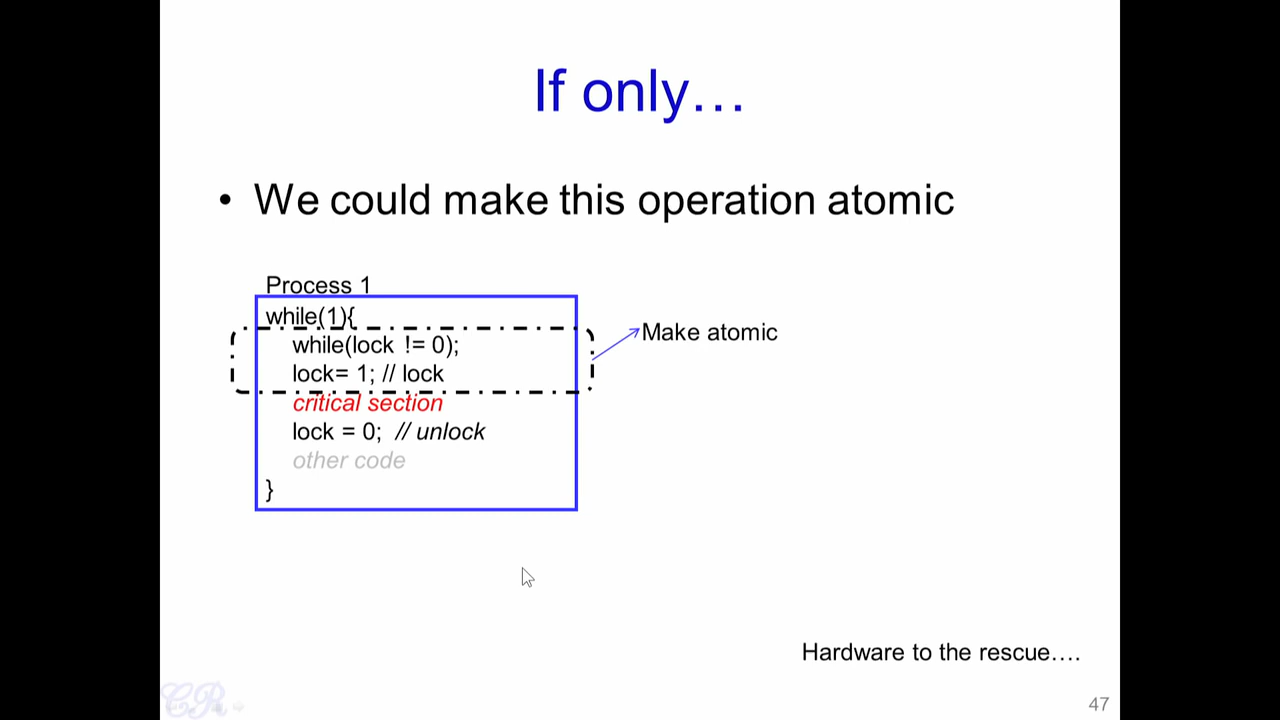 If only…
• We could make this operation atomic
Process 1
while(1){
while(lock != 0);
Make atomic
lock= 1; // lock
critical section
lock = 0; // unlock
other code
}
Hardware to the rescue….
CR
47